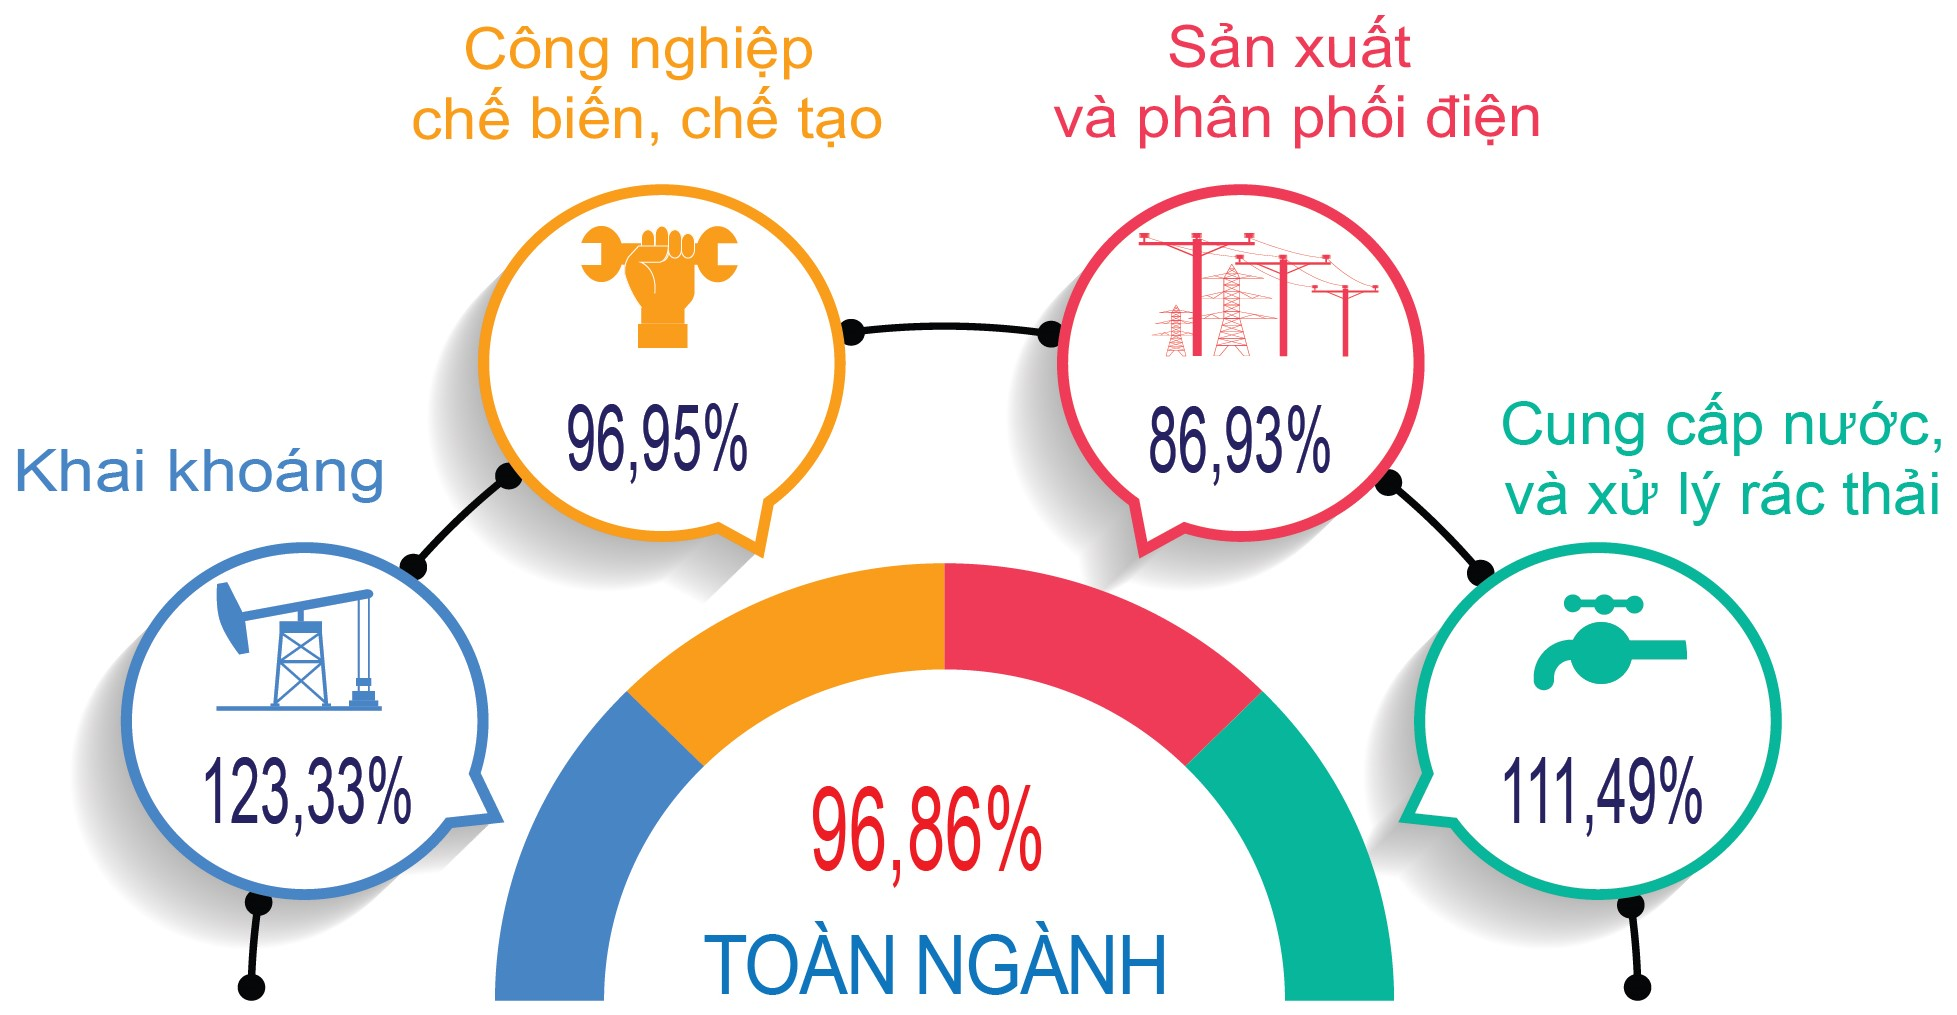 Công nghiệp
chế biến, chế tạo
96,95%
Sản xuất
và phân phối điện
86,93%
Khai khoáng
123,33%
Cung cấp nước,
và xử lý rác thải
111,49%
96,86%
TOÀN NGÀNH